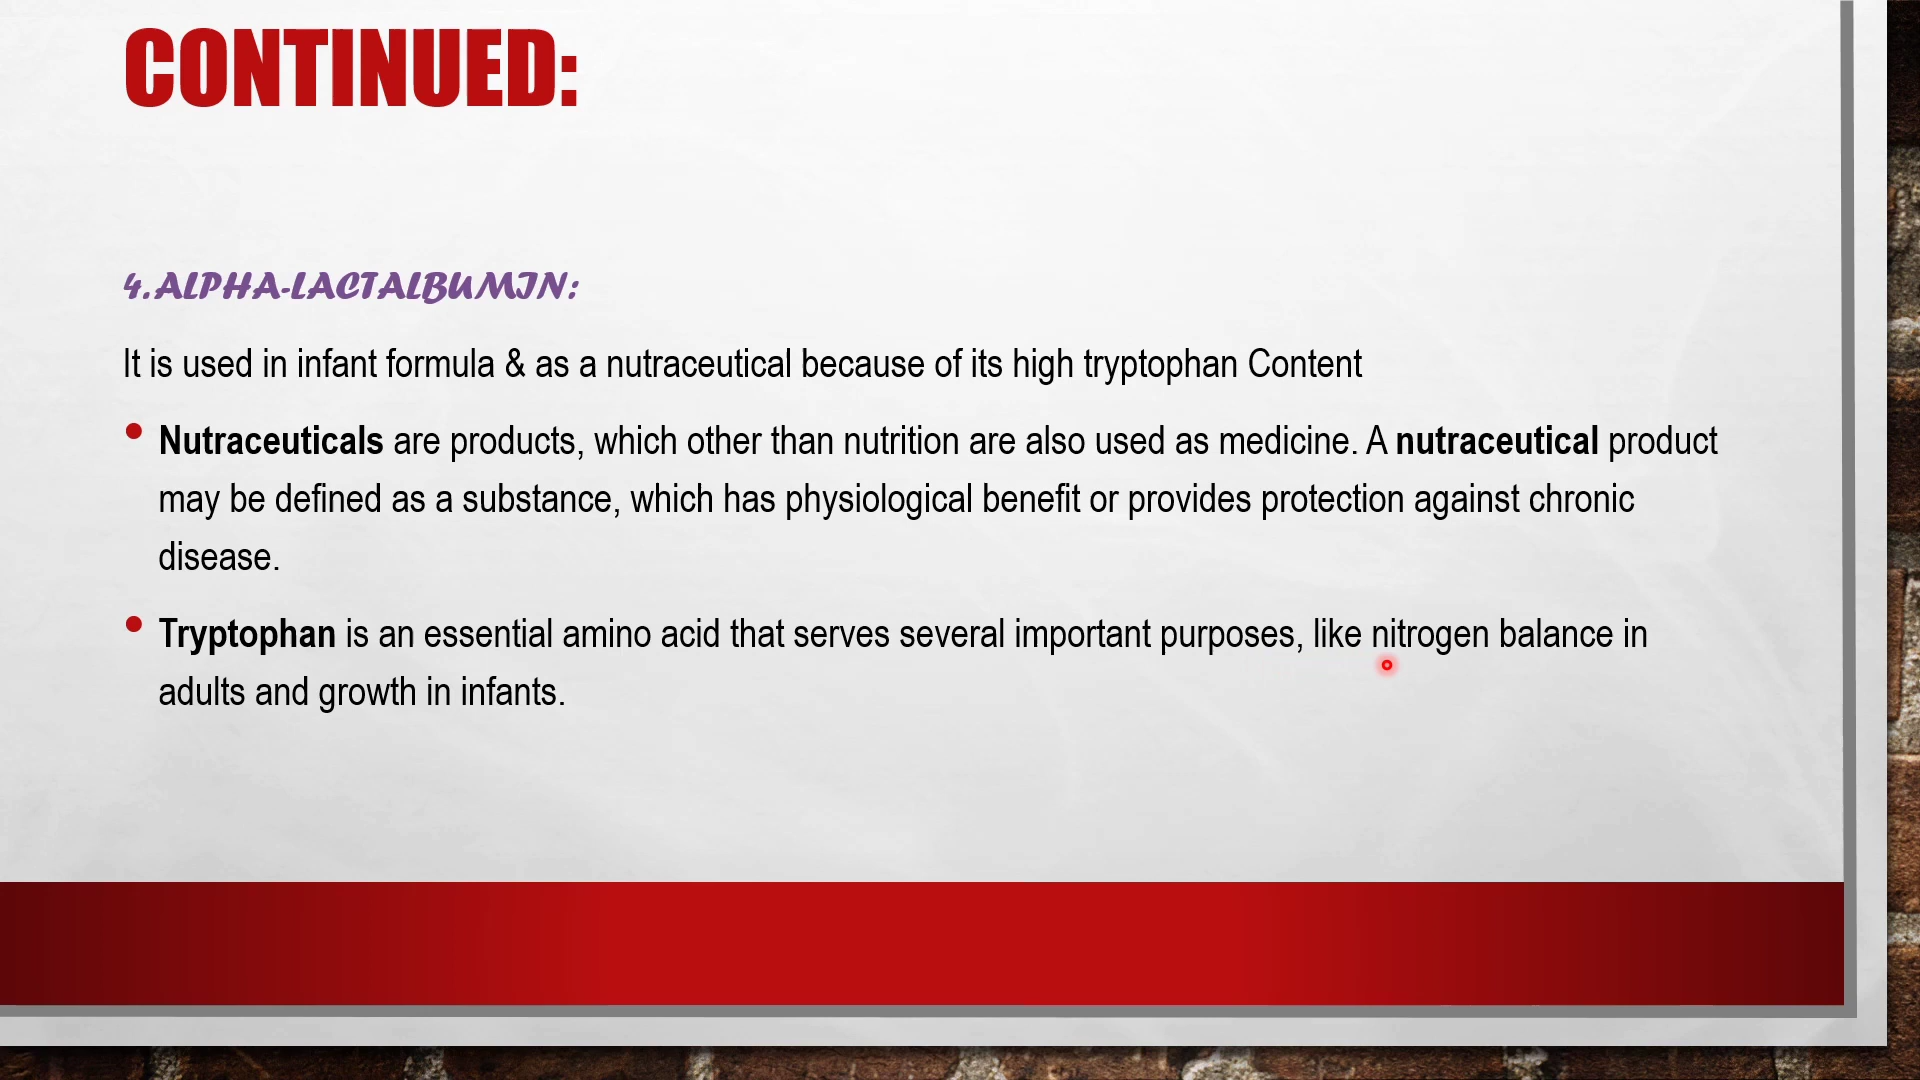 CONTINUED:
4. ALPHA-LACTALBUMIN:
It is used in infant formula & as a nutraceutical because of its high tryptophan Content
• Nutraceuticals are products, which other than nutrition are also used as medicine. A nutraceutical product
may be defined as a substance, which has physiological benefit or provides protection against chronic
disease.
• Tryptophan is an essential amino acid that serves several important purposes, like nitrogen balance in
adults and growth in infants.